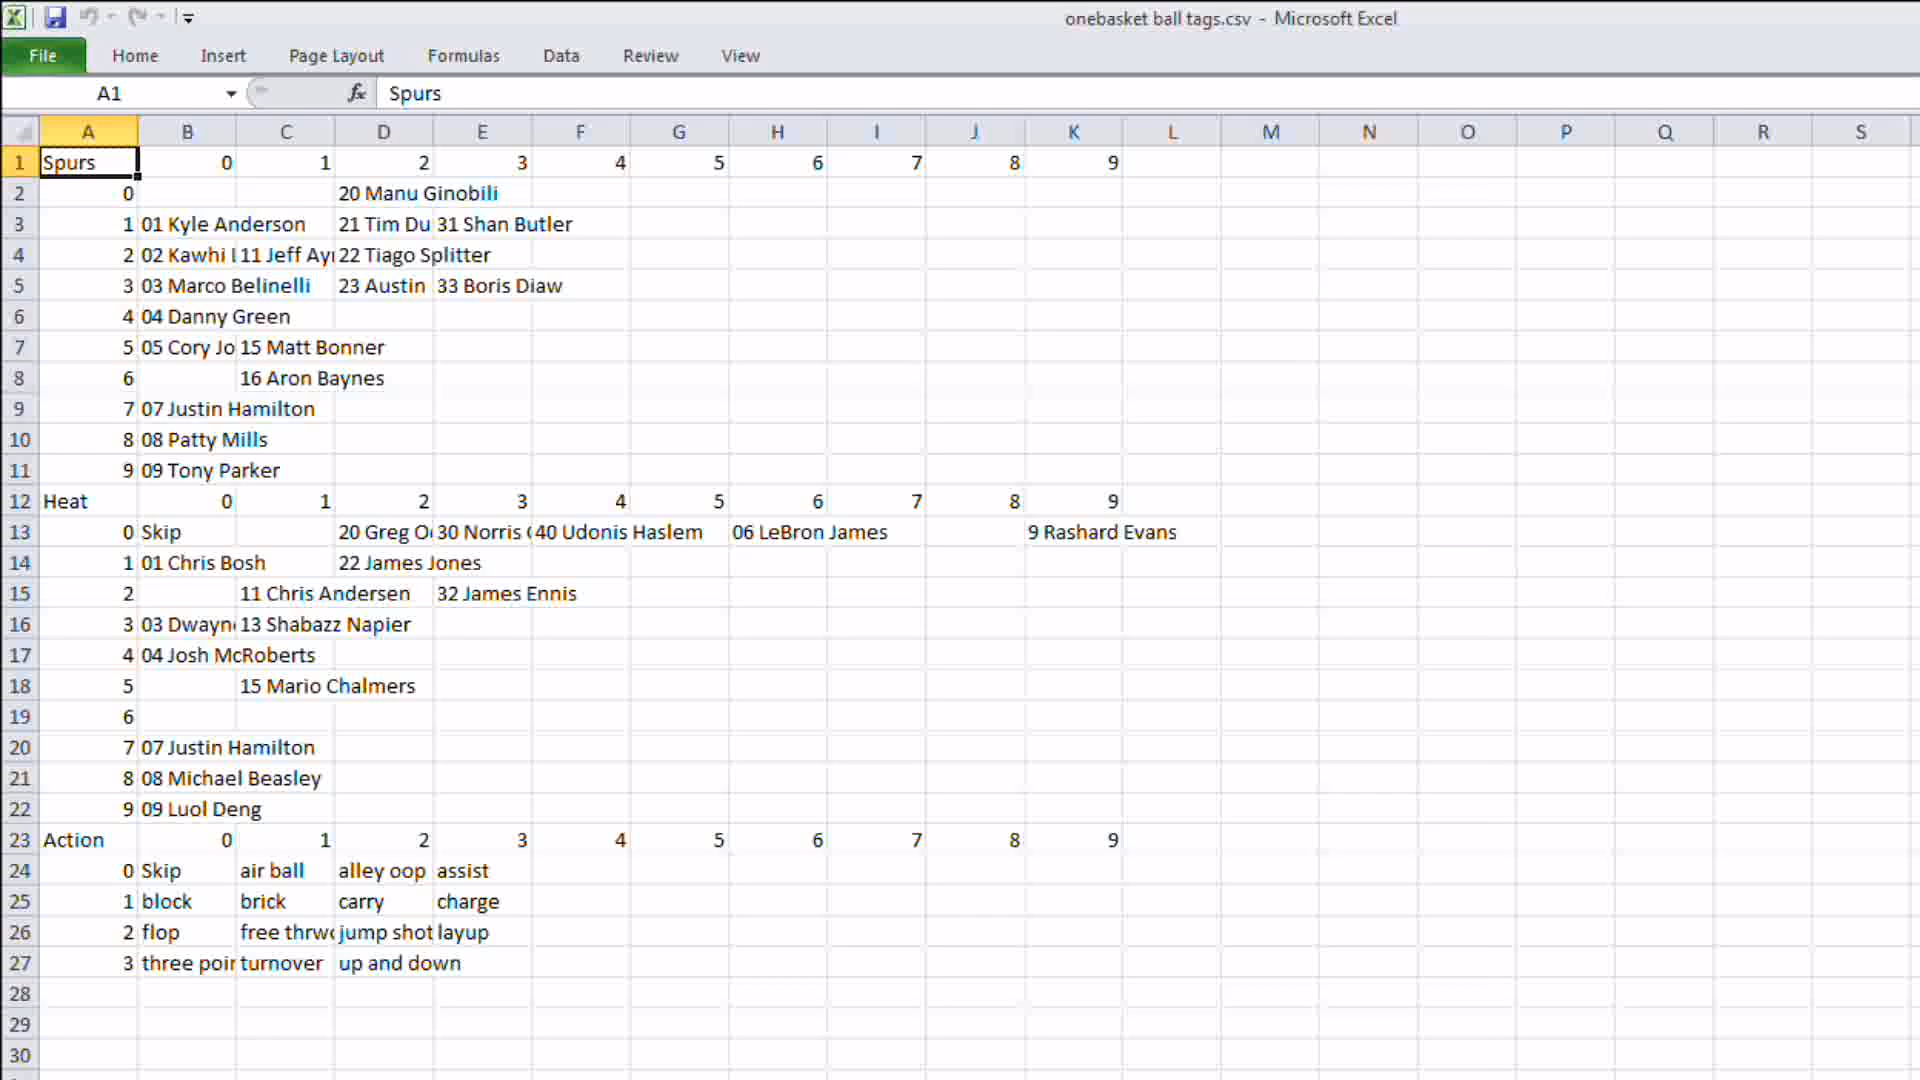 onebasket ball tags.csv - Microsoft Excel
File Home Insert Page Layout Formulas Data Review View
A1 fx Spurs
A B C D E F G H I J K L M N O P Q R S
1 Spurs 0 1 2 3 4 5 6 7 8 9
2 0 20 Manu Ginobili
3 1 01 Kyle Anderson 21 Tim Du 31 Shan Butler
4 2 02 Kawhi 11 Jeff 22 Tiago Splitter
5 3 03 Marco Belinelli 23 Austin 33 Boris Diaw
6 4 04 Danny Green
7 5 05 Cory Jo 15 Matt Bonner
8 6 16 Aron Baynes
9 7 07 Justin Hamilton
10 8 08 Patty Mills
11 9 09 Tony Parker
12 Heat 0 1 2 3 4 5 6 7 8 9
13 0 Skip 20 Greg 30 Norris 40 Udonis Haslem 06 LeBron James 9 Rashard Evans
14 1 01 Chris Bosh 22 James Jones
15 2 11 Chris Andersen 32 James Ennis
16 3 03 Dwayn 13 Shabazz Napier
17 4 04 Josh McRoberts
18 5 15 Mario Chalmers
19 6
20 7 07 Justin Hamilton
21 8 08 Michael Beasley
22 9 09 Luol Deng
23 Action 0 1 2 3 4 5 6 7 8 9
24 0 Skip air ball alley oop assist
25 1 block brick carry charge
26 2 flop free thrw jump shot layup
27 3 three poi turnover up and down
28
29
30